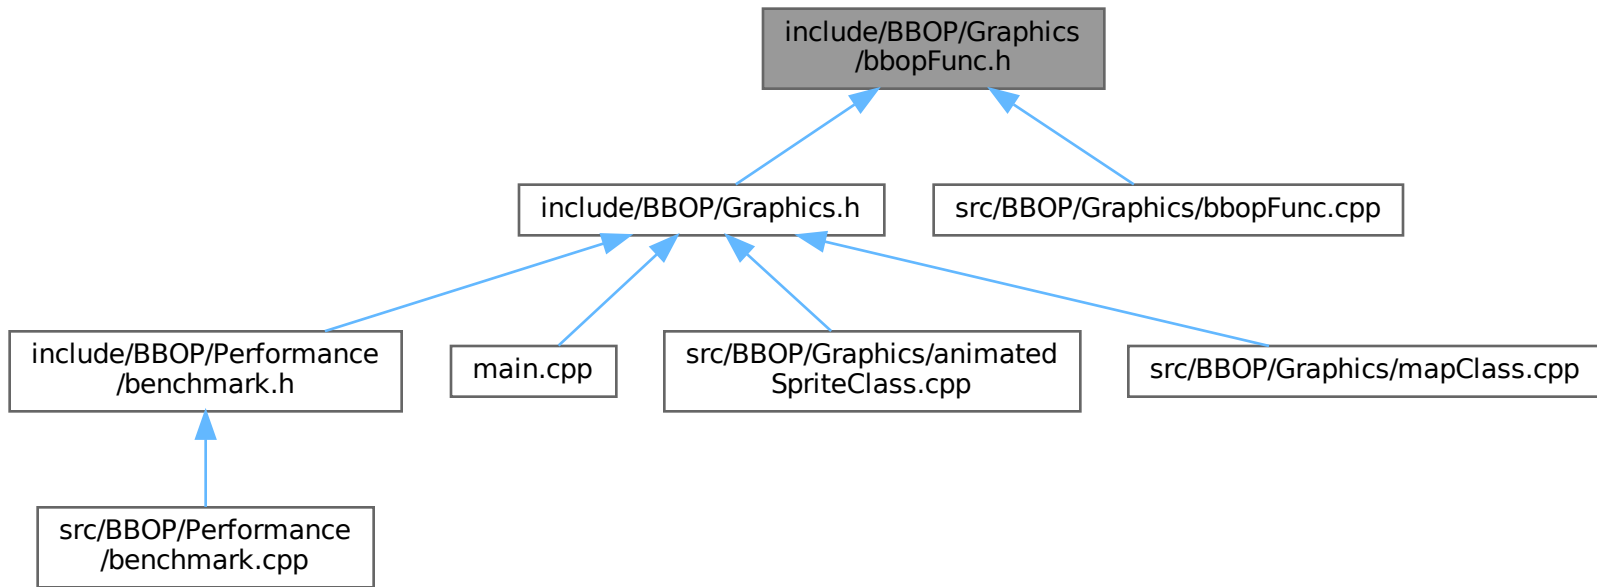 include/BBOP/Graphics
/bbopFunc.h
include/BBOP/Graphics.h
src/BBOP/Graphics/bbopFunc.cpp
include/BBOP/Performance
/benchmark.h
main.cpp
src/BBOP/Graphics/animated
SpriteClass.cpp
src/BBOP/Graphics/mapClass.cpp
src/BBOP/Performance
/benchmark.cpp